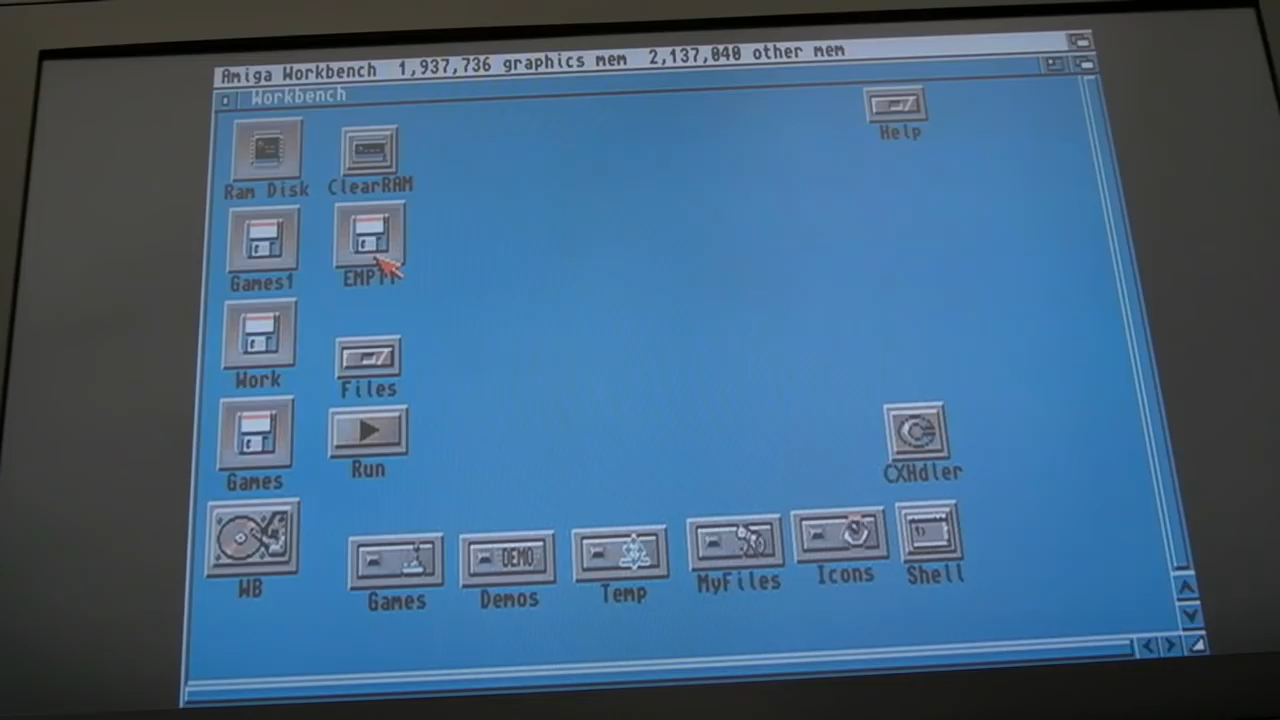 Amiga Workbench 1,937,736 graphics mem 2,137,040 other mem
Workbench
Help
Ram Disk
ClearRAM
Games1
EMPTY
Work
Files
Games
Run
CXHdler
WB
Games
DEMO
Demos
Temp
MyFiles
Icons
Shell